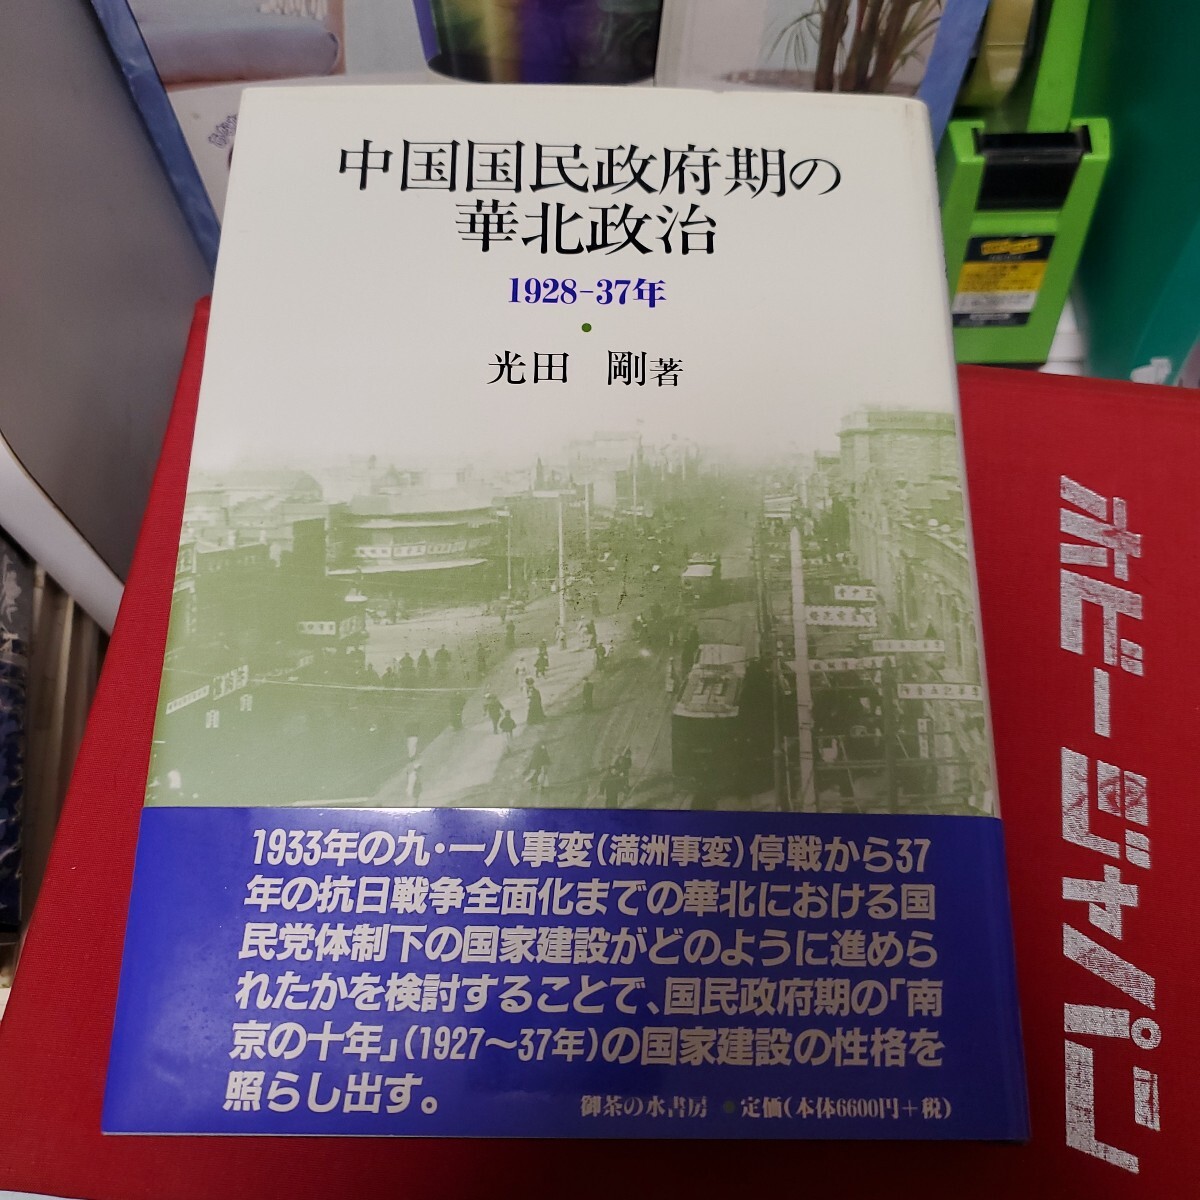 中国国民政府期の
華北政治
1928-37年
光田 剛著
1933年の九・一八事変(満洲事変)停戦から37
年の抗日戦争全面化までの華北における国
民党体制下の国家建設がどのように進めら
れたかを検討することで、国民政府期の「南
京の十年」(1927〜37年)の国家建設の性格を
照らし出す。
御茶の水書房 • 定価(本体6600円+税)
ホビージャパン